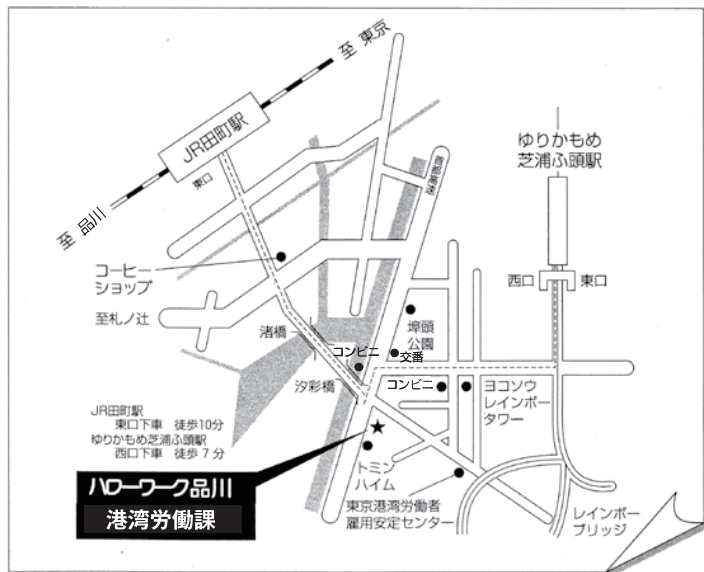 至 東京
JR田町駅
東口
至 品川
ゆりかもめ
芝浦ふ頭駅
西口
東口
コーヒー
ショップ
至札ノ辻
渚橋
コンビニ
汐彩橋
埠頭
公園
交番
コンビニ
ヨコソウ
レインボー
タワー
JR田町駅
東口下車 徒歩10分
ゆりかもめ芝浦ふ頭駅
西口下車 徒歩7分
ハローワーク品川
港湾労働課
トミン
ハイム
東京港湾労働者
雇用安定センター
レインボー
ブリッジ